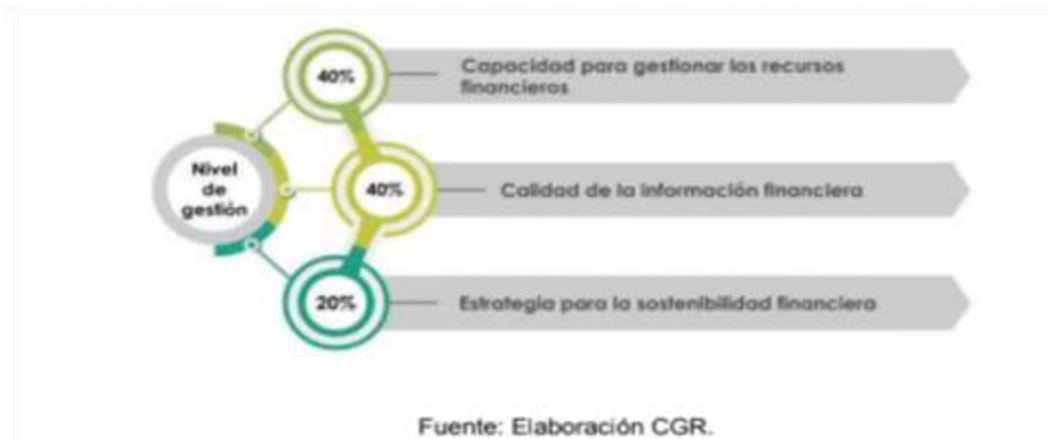 40%
Capacidad para gestionar los recursos
financieros
Nivel
de
gestión
40%
Calidad de la información financiera
20%
Estrategia para la sostenibilidad financiera
Fuente: Elaboración CGR.